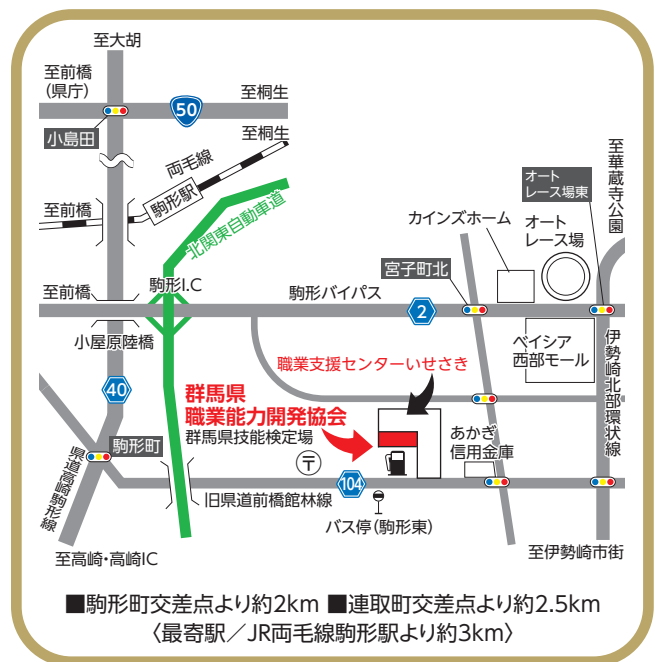 至大胡
至前橋
(県庁)
50
至桐生
小島田
至桐生
両毛線
駒形駅
至前橋
北関東自動車道
至華蔵寺公園
オート
レース場東
カインズホーム
オート
レース場
宮子町北
駒形I.C
至前橋
駒形バイパス
2
小屋原陸橋
ベイシア
西部モール
伊勢崎北部環状線
職業支援センターいせさき
40
群馬県
職業能力開発協会
群馬県技能検定場
あかぎ
信用金庫
駒形町
〒
104
県道高崎駒形線
旧県道前橋館林線
バス停(駒形東)
至高崎・高崎IC
至伊勢崎市街
■駒形町交差点より約2km ■連取町交差点より約2.5km
〈最寄駅／JR両毛線駒形駅より約3km〉